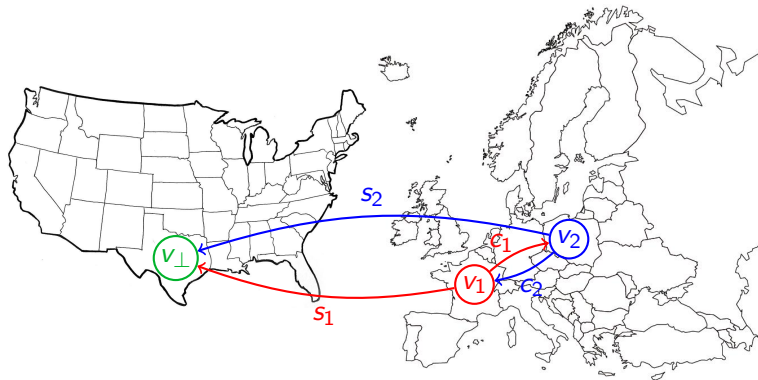 s₂
c₁
v₂
v⊥
v₁
c₂
s₁